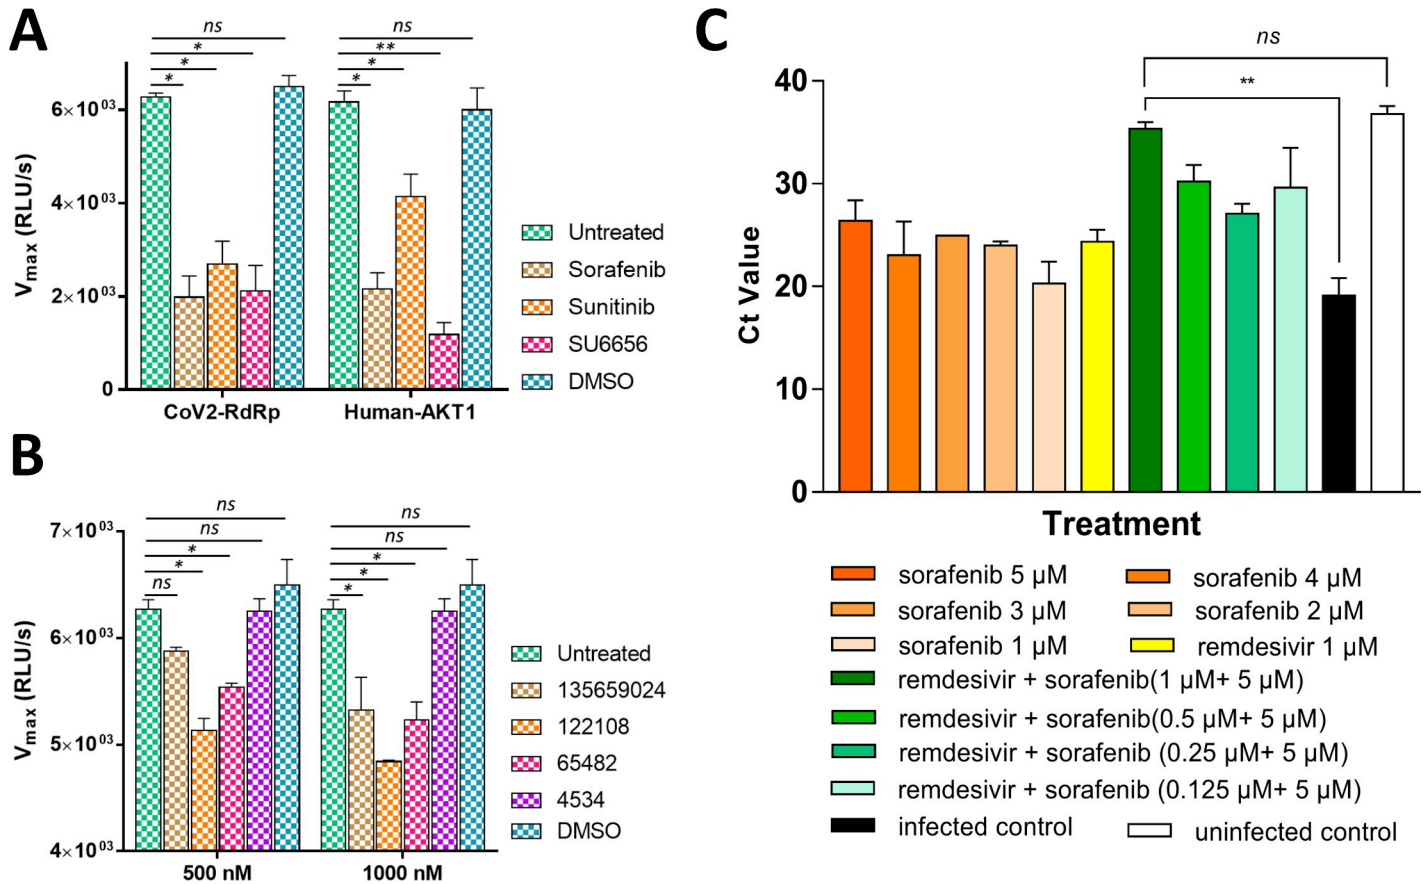 A
ns
*
*
*
ns
**
*
*
6×10⁰³
4×10⁰³
2×10⁰³
0
Vmax (RLU/s)
CoV2-RdRp
Human-AKT1
Untreated
Sorafenib
Sunitinib
SU6656
DMSO
B
ns
ns
*
*
ns
ns
ns
*
*
*
7×10⁰³
6×10⁰³
5×10⁰³
4×10⁰³
Vmax (RLU/s)
500 nM
1000 nM
Untreated
135659024
122108
65482
4534
DMSO
C
ns
**
40
30
20
10
0
Ct Value
Treatment
sorafenib 5 µM
sorafenib 4 µM
sorafenib 3 µM
sorafenib 2 µM
sorafenib 1 µM
remdesivir 1 µM
remdesivir + sorafenib(1 µM+ 5 µM)
remdesivir + sorafenib(0.5 µM+ 5 µM)
remdesivir + sorafenib (0.25 µM+ 5 µM)
remdesivir + sorafenib (0.125 µM+ 5 µM)
infected control
uninfected control